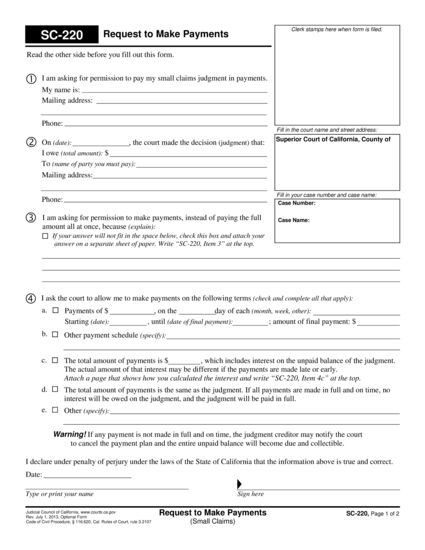 SC-220
Request to Make Payments
Clerk stamps here when form is filed.
Read the other side before you fill out this form.
1 I am asking for permission to pay my small claims judgment in payments.
My name is:
Mailing address:
Phone:
Fill in the court name and street address:
Superior Court of California, County of
2 On (date): , the court made the decision (judgment) that:
I owe (total amount): $
To (name of party you must pay):
Mailing address:
Phone:
Fill in your case number and case name:
Case Number:
Case Name:
3 I am asking for permission to make payments, instead of paying the full
amount all at once, because (explain):
☐ If your answer will not fit in the space below, check this box and attach your
answer on a separate sheet of paper. Write "SC-220, Item 3" at the top.
4 I ask the court to allow me to make payments on the following terms (check and complete all that apply):
a. ☐ Payments of $ , on the day of each (month, week, other):
Starting (date): , until (date of final payment): ; amount of final payment: $
b. ☐ Other payment schedule (specify):
c. ☐ The total amount of payments is $ , which includes interest on the unpaid balance of the judgment.
The actual amount of that interest may be different if the payments are made late or early.
Attach a page that shows how you calculated the interest and write "SC-220, Item 4c" at the top.
d. ☐ The total amount of payments is the same as the judgment. If all payments are made in full and on time, no
interest will be owed on the judgment, and the judgment will be paid in full.
e. ☐ Other (specify):
Warning! If any payment is not made in full and on time, the judgment creditor may notify the court
to cancel the payment plan and the entire unpaid balance will become due and collectible.
I declare under penalty of perjury under the laws of the State of California that the information above is true and correct.
Date:
Type or print your name
Sign here
Judicial Council of California, www.courts.ca.gov
Rev. July 1, 2013, Optional Form
Code of Civil Procedure, § 116.620, Cal. Rules of Court, rule 3.2107
Request to Make Payments
(Small Claims)
SC-220, Page 1 of 2